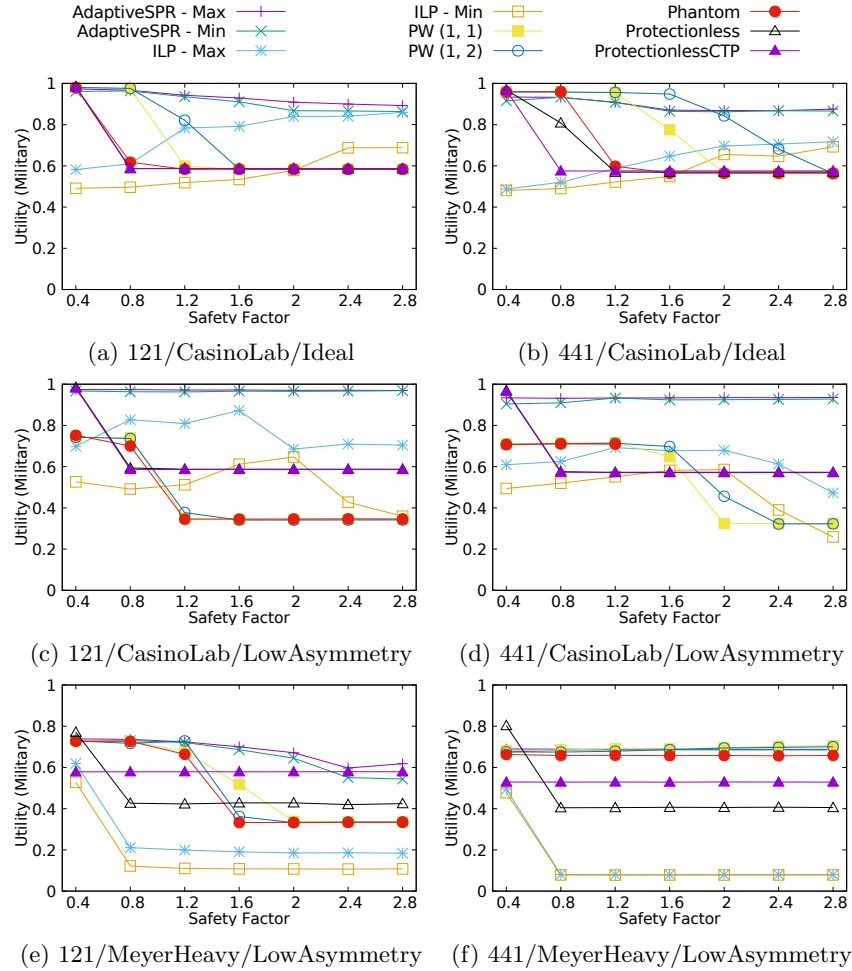 AdaptiveSPR - Max ILP - Min Phantom
AdaptiveSPR - Min PW (1, 1) Protectionless
ILP - Max PW (1, 2) ProtectionlessCTP
1
0.8
0.6
0.4
0.2
0
Utility (Military)
0.4 0.8 1.2 1.6 2 2.4 2.8
Safety Factor
(a) 121/CasinoLab/Ideal
1
0.8
0.6
0.4
0.2
0
Utility (Military)
0.4 0.8 1.2 1.6 2 2.4 2.8
Safety Factor
(b) 441/CasinoLab/Ideal
1
0.8
0.6
0.4
0.2
0
Utility (Military)
0.4 0.8 1.2 1.6 2 2.4 2.8
Safety Factor
(c) 121/CasinoLab/LowAsymmetry
1
0.8
0.6
0.4
0.2
0
Utility (Military)
0.4 0.8 1.2 1.6 2 2.4 2.8
Safety Factor
(d) 441/CasinoLab/LowAsymmetry
1
0.8
0.6
0.4
0.2
0
Utility (Military)
0.4 0.8 1.2 1.6 2 2.4 2.8
Safety Factor
(e) 121/MeyerHeavy/LowAsymmetry
1
0.8
0.6
0.4
0.2
0
Utility (Military)
0.4 0.8 1.2 1.6 2 2.4 2.8
Safety Factor
(f) 441/MeyerHeavy/LowAsymmetry